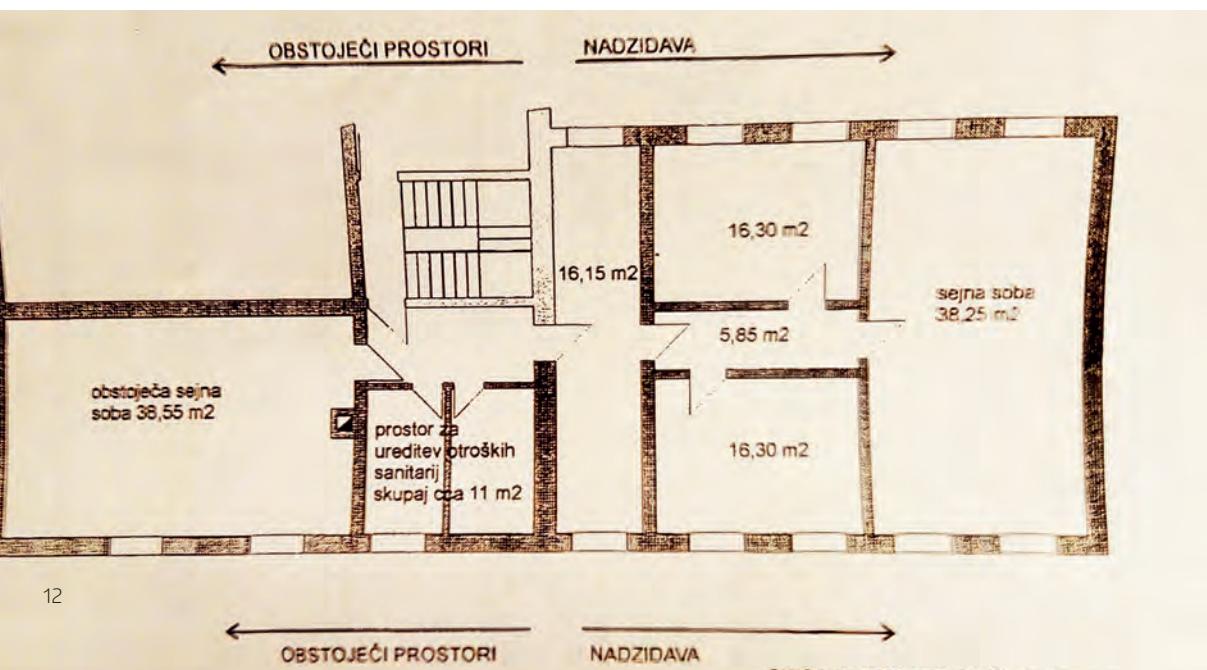 OBSTOJEČI PROSTORI
NADZIDAVA
16,30 m2
16,15 m2
sejna soba
38,25 m2
5,85 m2
obstoječa sejna
soba 38,55 m2
prostor za
ureditev otroških
sanitarij
skupaj cca 11 m2
16,30 m2
12
OBSTOJEČI PROSTORI
NADZIDAVA